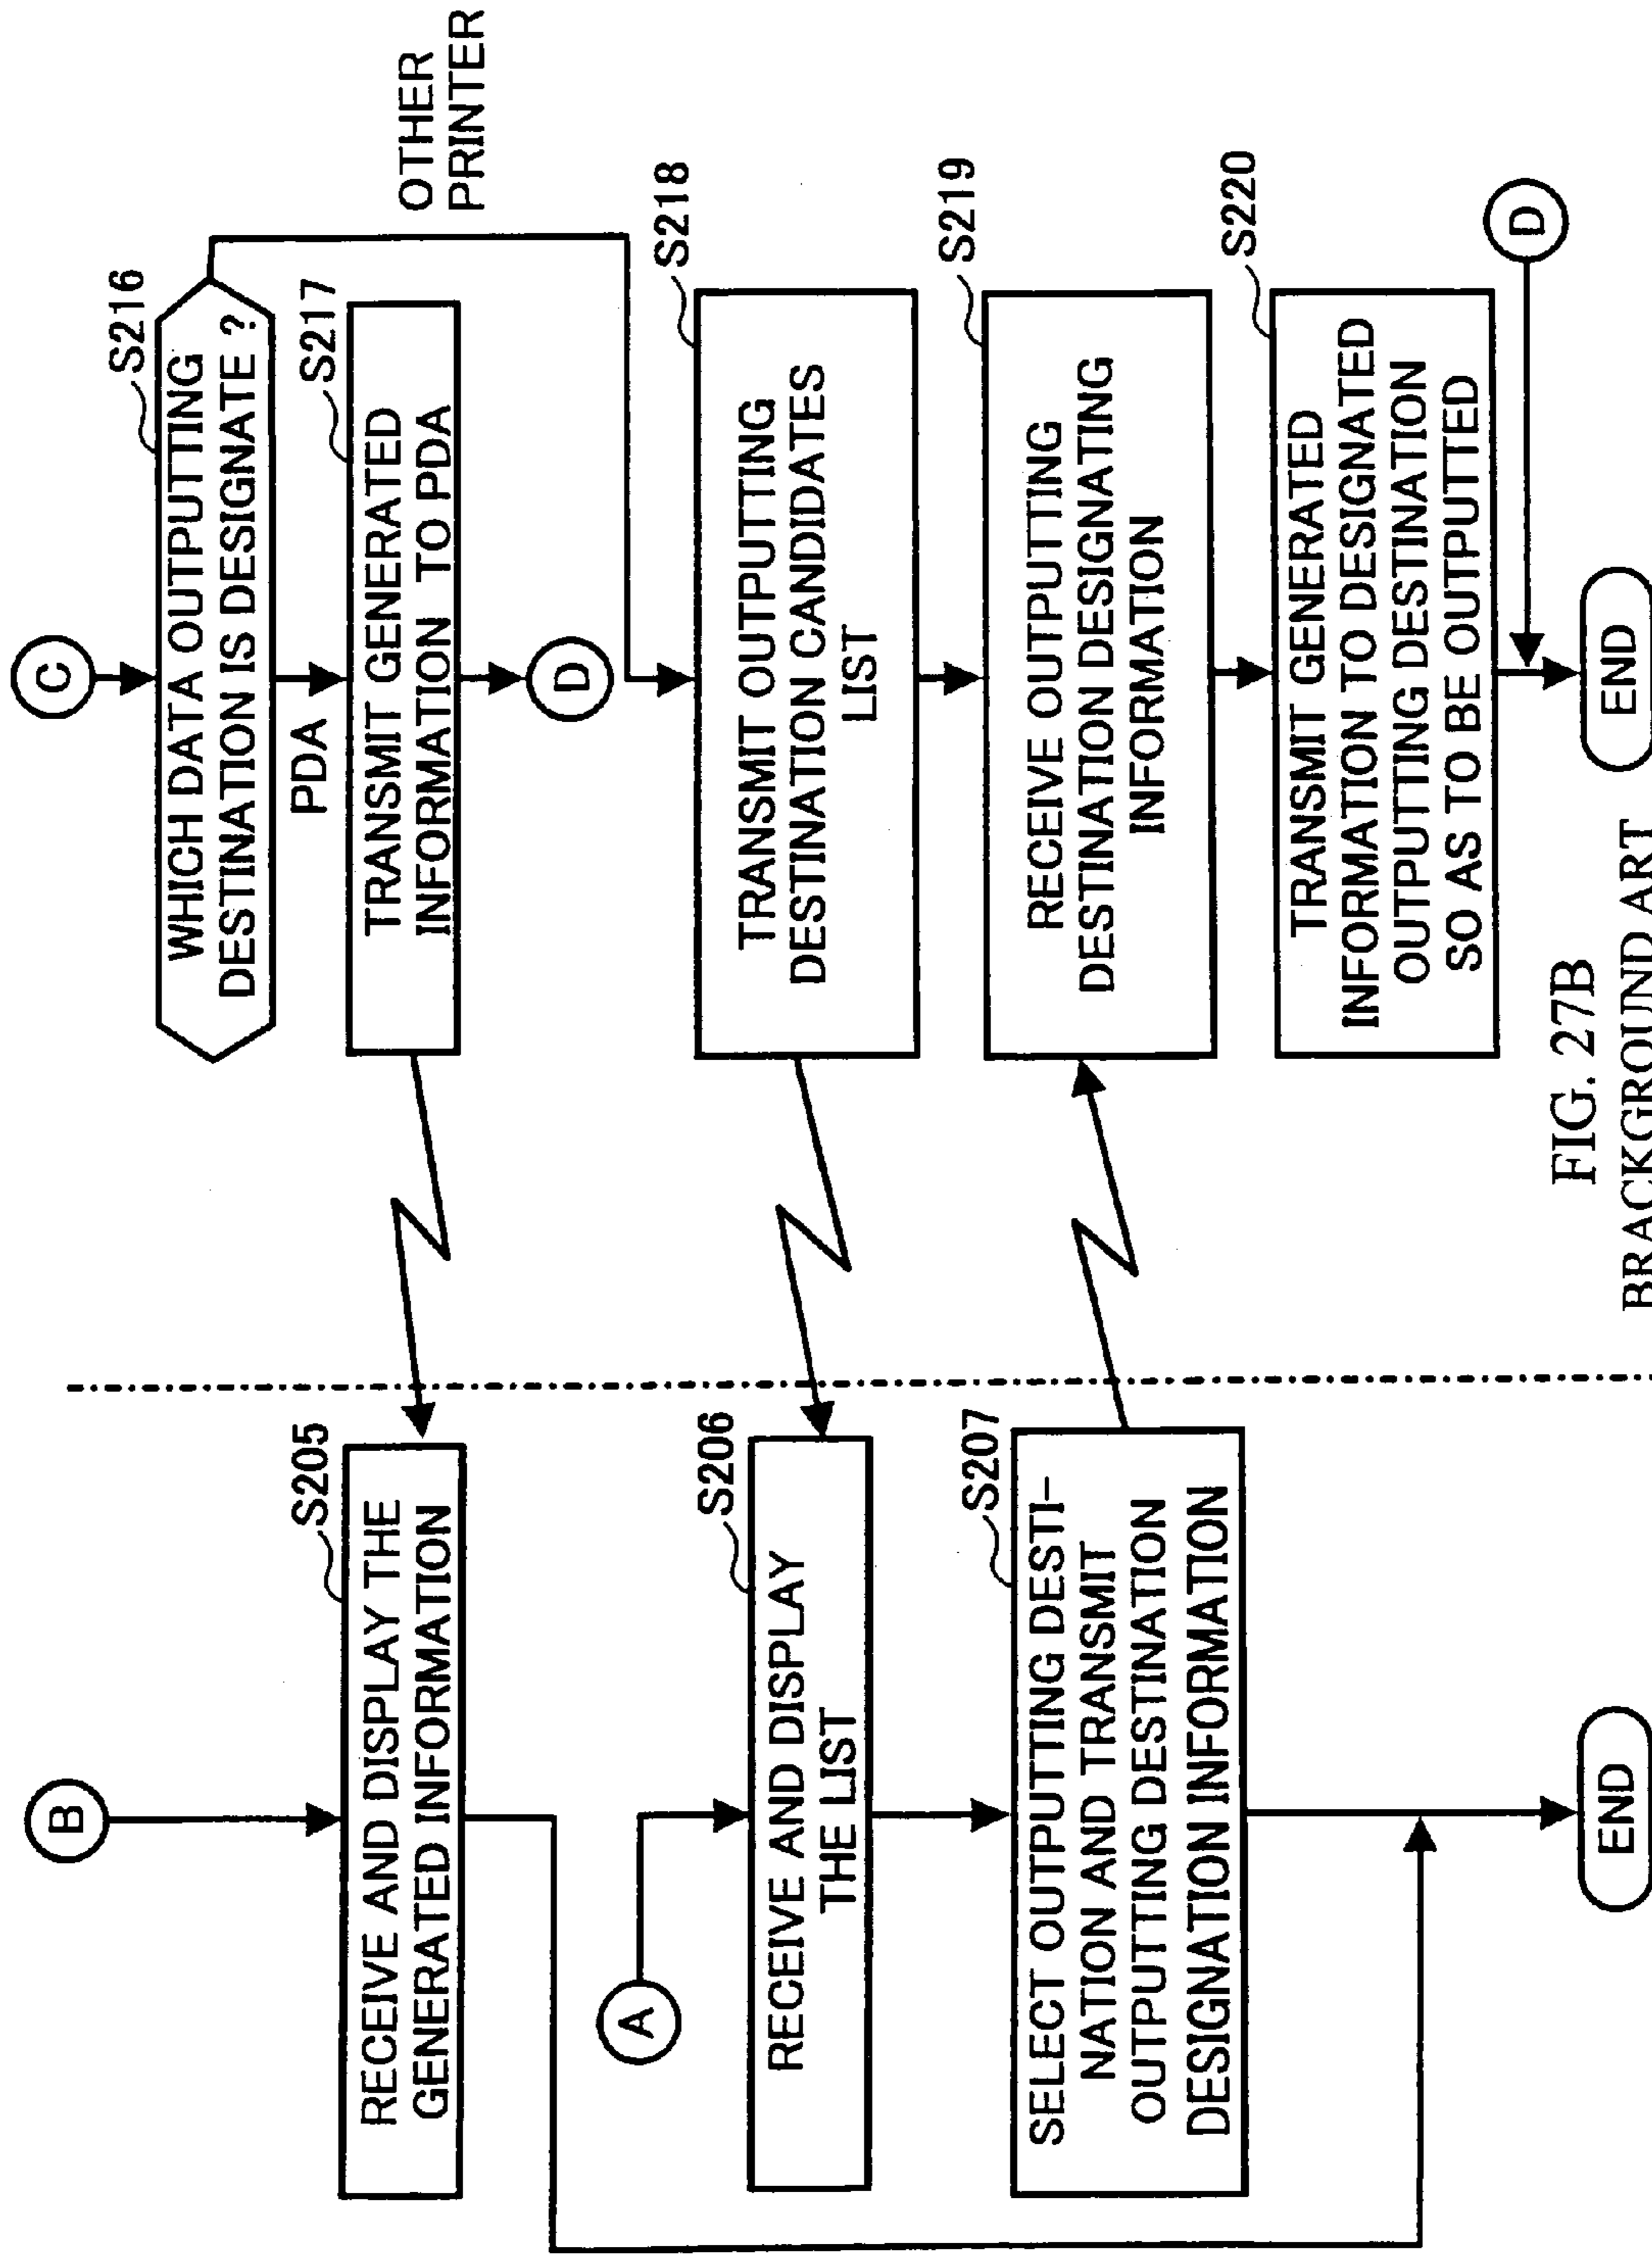 B
S205
RECEIVE AND DISPLAY THE
GENERATED INFORMATION
A
S206
RECEIVE AND DISPLAY
THE LIST
S207
SELECT OUTPUTTING DESTI-
NATION AND TRANSMIT
OUTPUTTING DESTINATION
DESIGNATION INFORMATION
END
C
S216
WHICH DATA OUTPUTTING
DESTINATION IS DESIGNATE ?
PDA
OTHER
PRINTER
S217
TRANSMIT GENERATED
INFORMATION TO PDA
D
S218
TRANSMIT OUTPUTTING
DESTINATION CANDIDATES
LIST
S219
RECEIVE OUTPUTTING
DESTINATION DESIGNATING
INFORMATION
S220
TRANSMIT GENERATED
INFORMATION TO DESIGNATED
OUTPUTTING DESTINATION
SO AS TO BE OUTPUTTED
D
END
FIG. 27B
BRACKGROUND ART